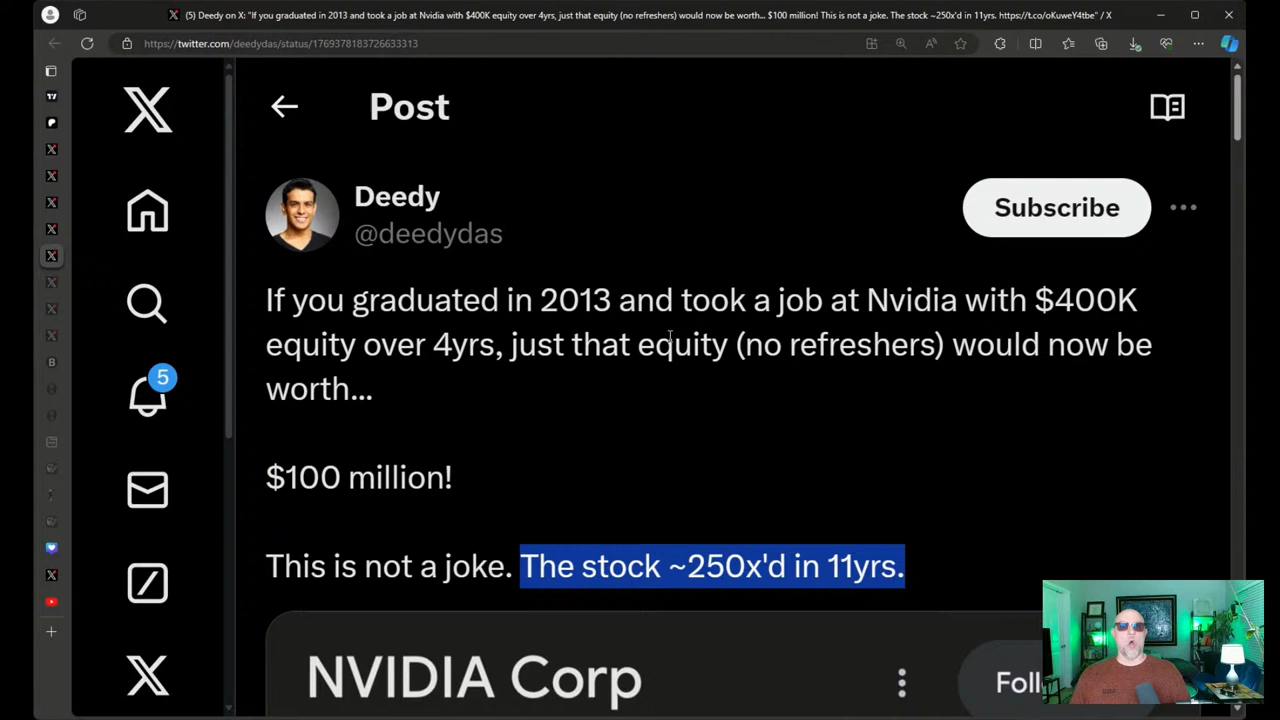 (5) Deedy on X: "If you graduated in 2013 and took a job at Nvidia with $400K equity over 4yrs, just that equity (no refreshers) would now be worth... $100 million! This is not a joke. The stock ~250x'd in 11yrs. https://t.co/oKuweY4tbe" / X
https://twitter.com/deedydas/status/1769378183726633313
Post
Deedy
@deedydas
Subscribe
If you graduated in 2013 and took a job at Nvidia with $400K
equity over 4yrs, just that equity (no refreshers) would now be
worth...
5
$100 million!
This is not a joke. The stock ~250x'd in 11yrs.
NVIDIA Corp
Foll